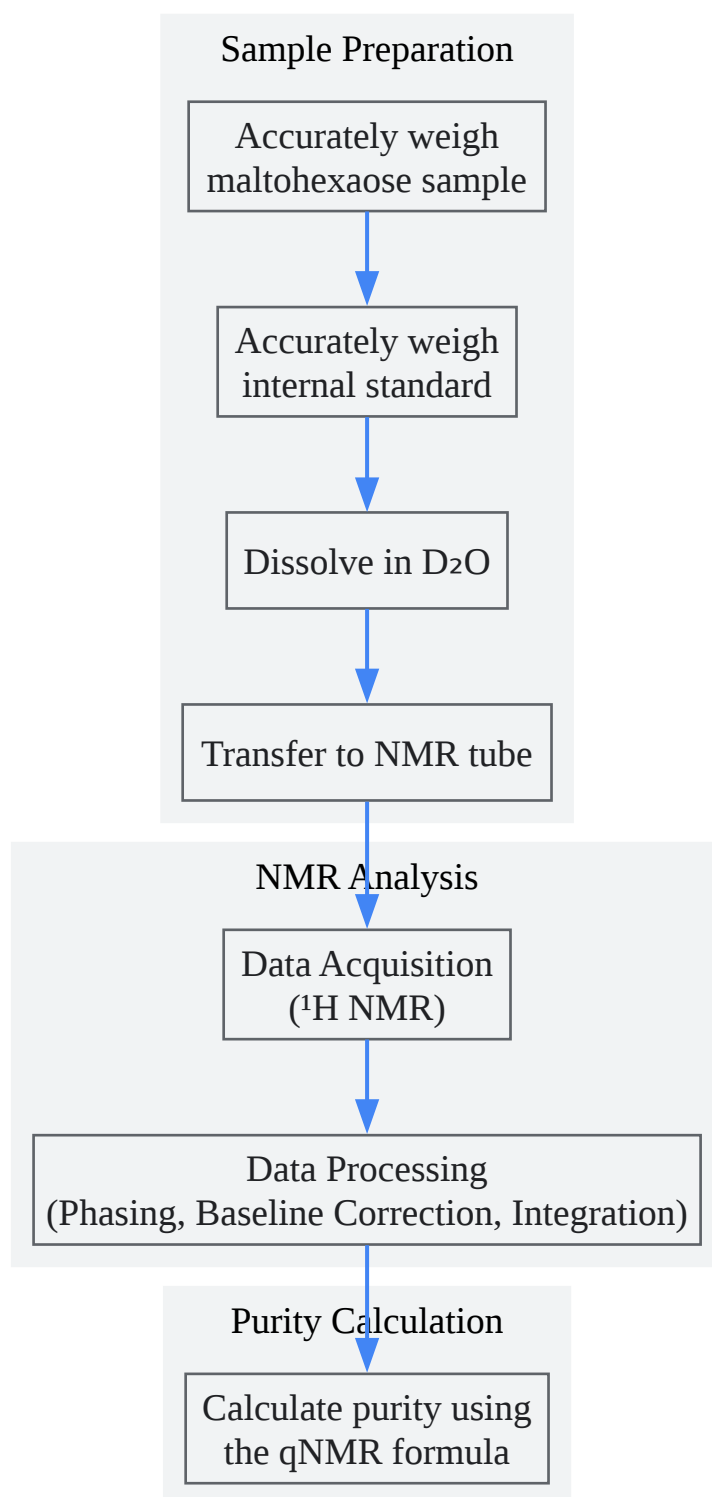 Sample Preparation
Accurately weigh
maltohexaose sample
Accurately weigh
internal standard
Dissolve in D₂O
Transfer to NMR tube
NMR Analysis
Data Acquisition
(¹H NMR)
Data Processing
(Phasing, Baseline Correction, Integration)
Purity Calculation
Calculate purity using
the qNMR formula